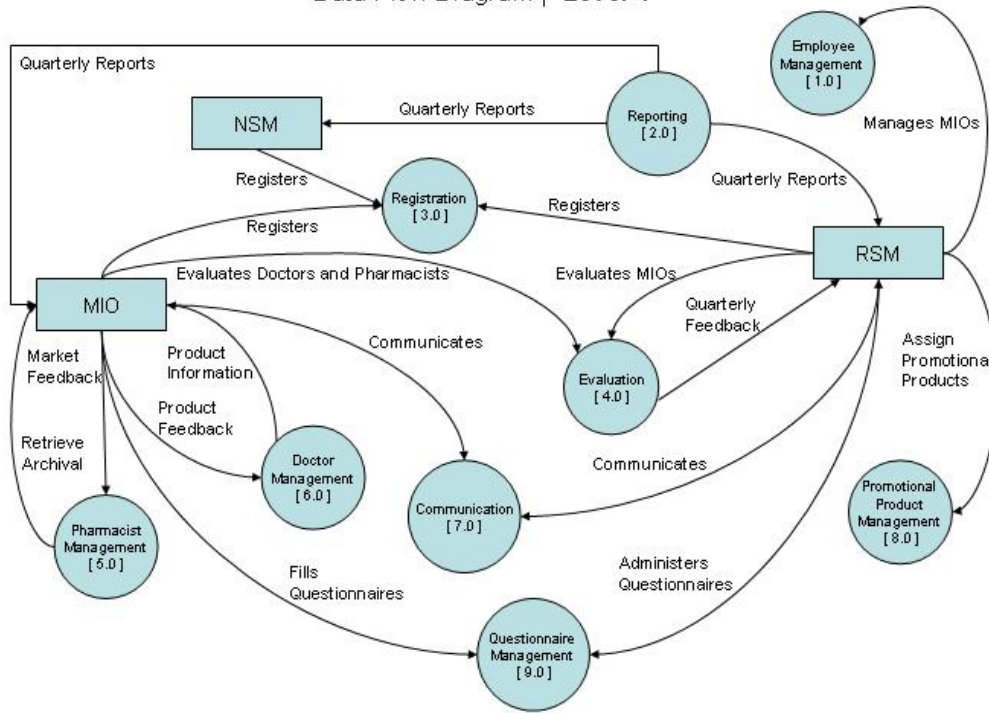 Quarterly Reports
Employee
Management
[ 1.0 ]
NSM
Quarterly Reports
Reporting
[ 2.0 ]
Manages MIOs
Registers
Registration
[ 3.0 ]
Quarterly Reports
Registers
Registers
RSM
Evaluates Doctors and Pharmacists
Evaluates MIOs
MIO
Quarterly
Feedback
Market
Feedback
Product
Information
Communicates
Assign
Promotional
Products
Evaluation
[ 4.0 ]
Product
Feedback
Retrieve
Archival
Doctor
Management
[ 6.0 ]
Communicates
Communication
[ 7.0 ]
Promotional
Product
Management
[ 8.0 ]
Pharmacist
Management
[ 5.0 ]
Fills
Questionnaires
Administers
Questionnaires
Questionnaire
Management
[ 9.0 ]